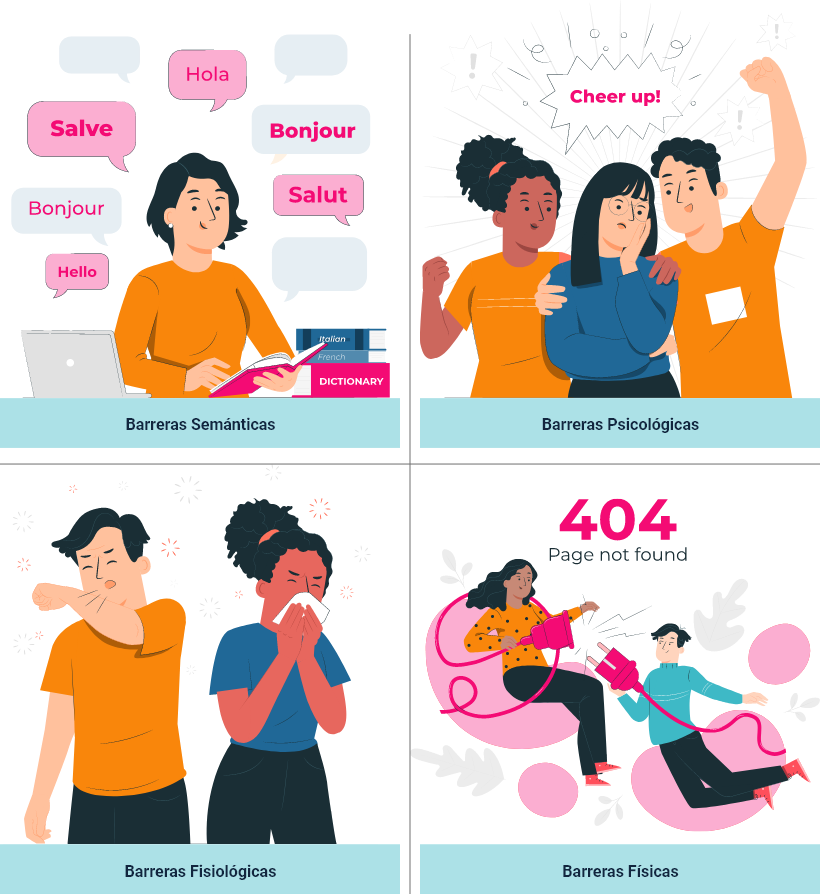 Hola
Salve
Bonjour
Salut
Bonjour
Hello
Italian
French
DICTIONARY
Barreras Semánticas
!
!
!
Cheer up!
Barreras Psicológicas
Barreras Fisiológicas
404
Page not found
Barreras Físicas